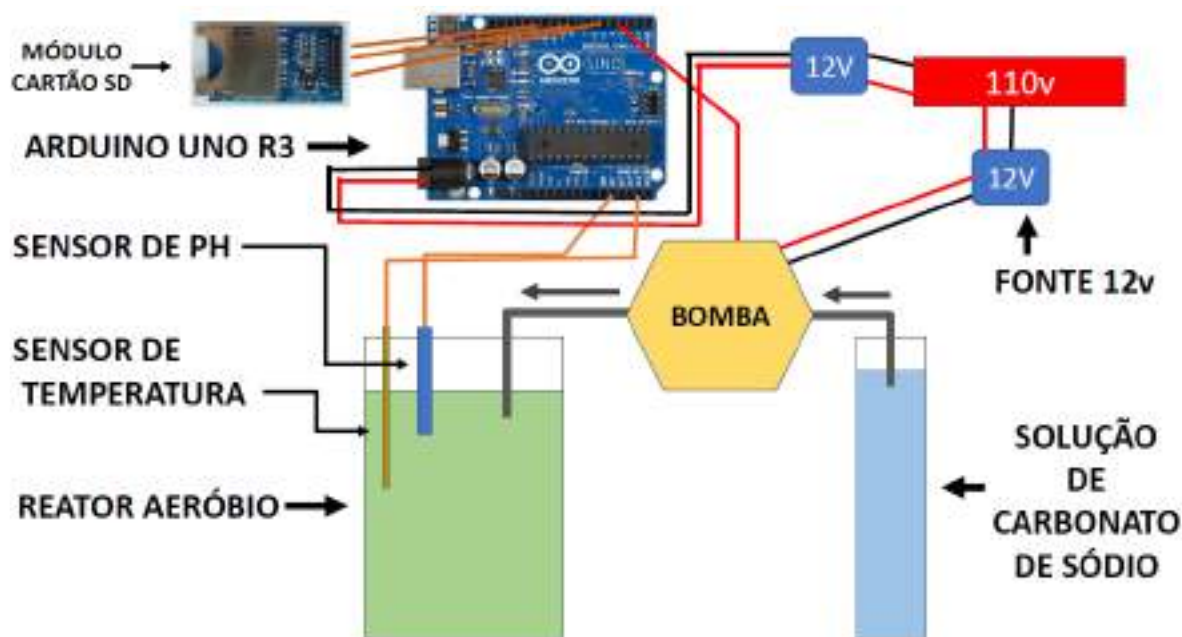 MÓDULO
CARTÃO SD
ARDUINO UNO R3
12V
110v
12V
FONTE 12v
SENSOR DE PH
SENSOR DE
TEMPERATURA
REATOR AERÓBIO
BOMBA
SOLUÇÃO
DE
CARBONATO
DE SÓDIO